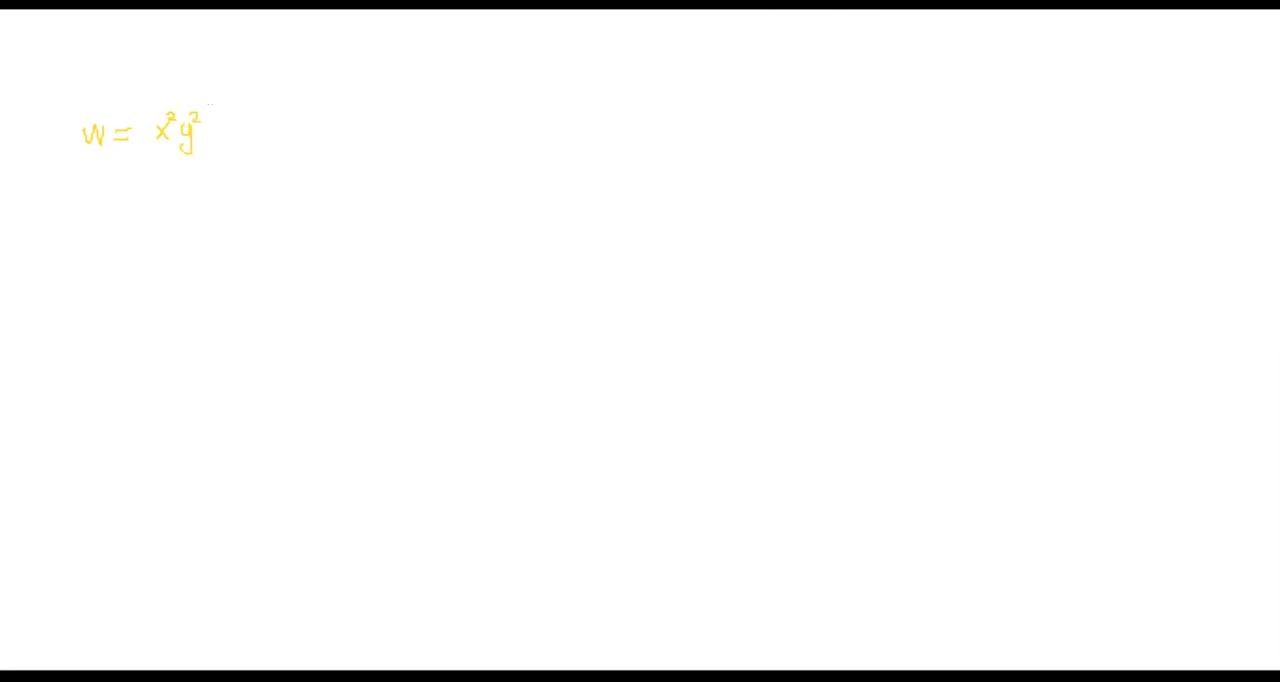 w = x²y²